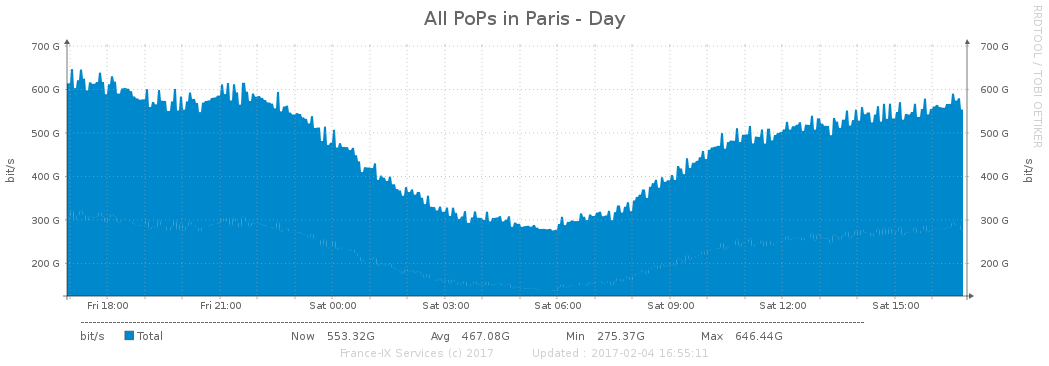 All PoPs in Paris - Day
RRDTOOL / TOBI OETIKER
bit/s
bit/s
700 G 700 G
600 G 600 G
500 G 500 G
400 G 400 G
300 G 300 G
200 G 200 G
Fri 18:00 Fri 21:00 Sat 00:00 Sat 03:00 Sat 06:00 Sat 09:00 Sat 12:00 Sat 15:00
bit/s Total Now 553.32G Avg 467.08G Min 275.37G Max 646.44G
France-IX Services (c) 2017 Updated : 2017-02-04 16:55:11